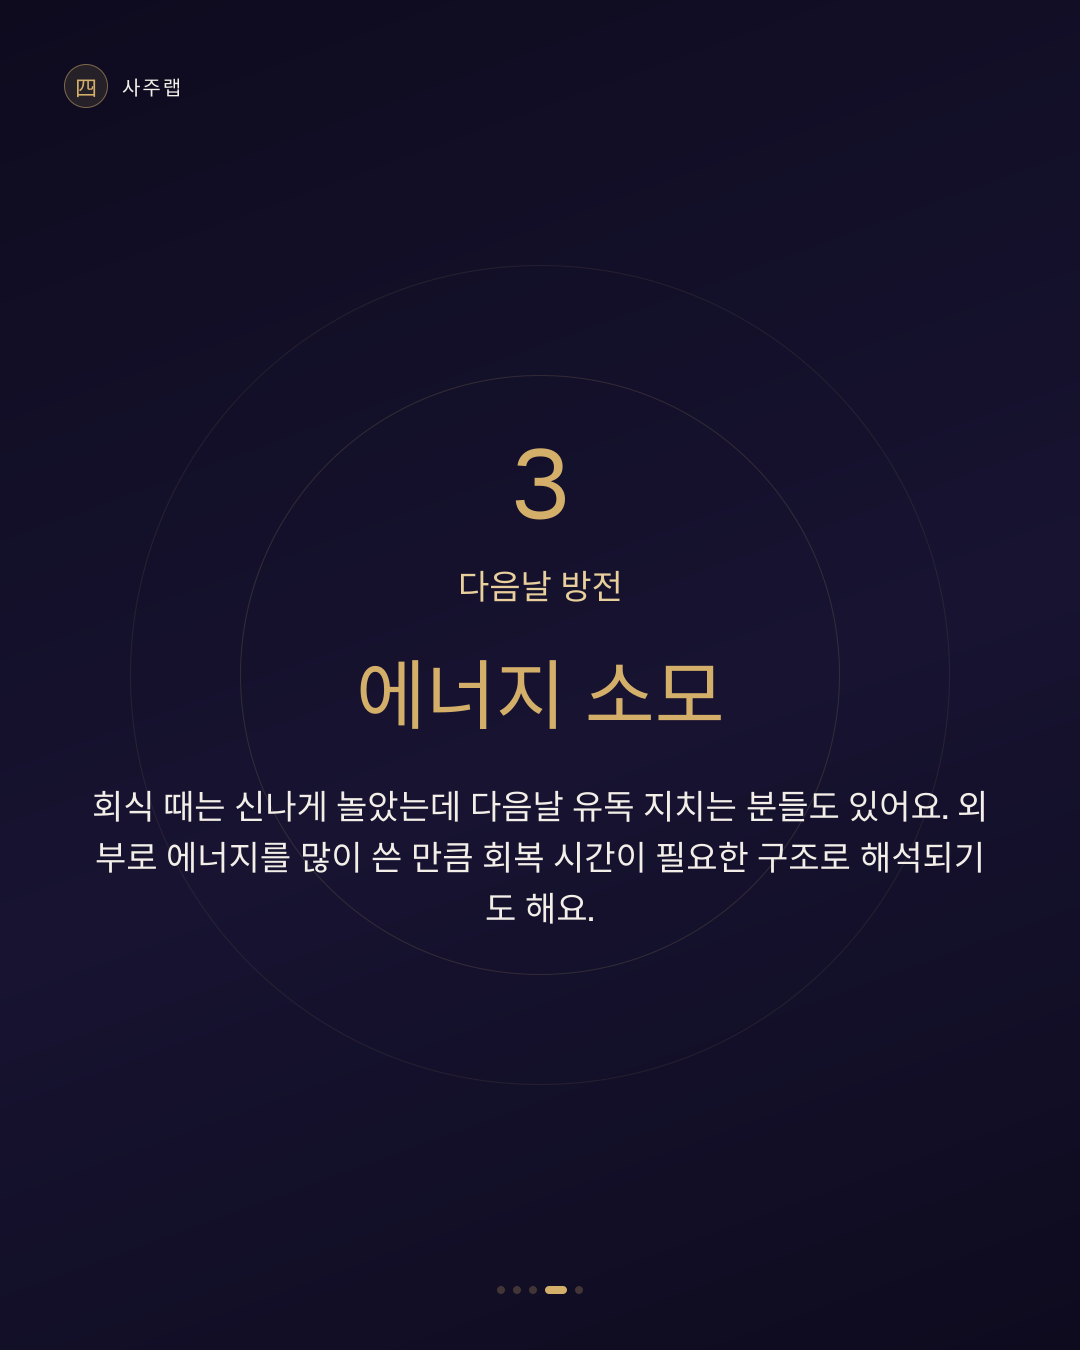 四 사주랩
3
다음날 방전
에너지 소모
회식 때는 신나게 놀았는데 다음날 유독 지치는 분들도 있어요. 외
부로 에너지를 많이 쓴 만큼 회복 시간이 필요한 구조로 해석되기
도 해요.